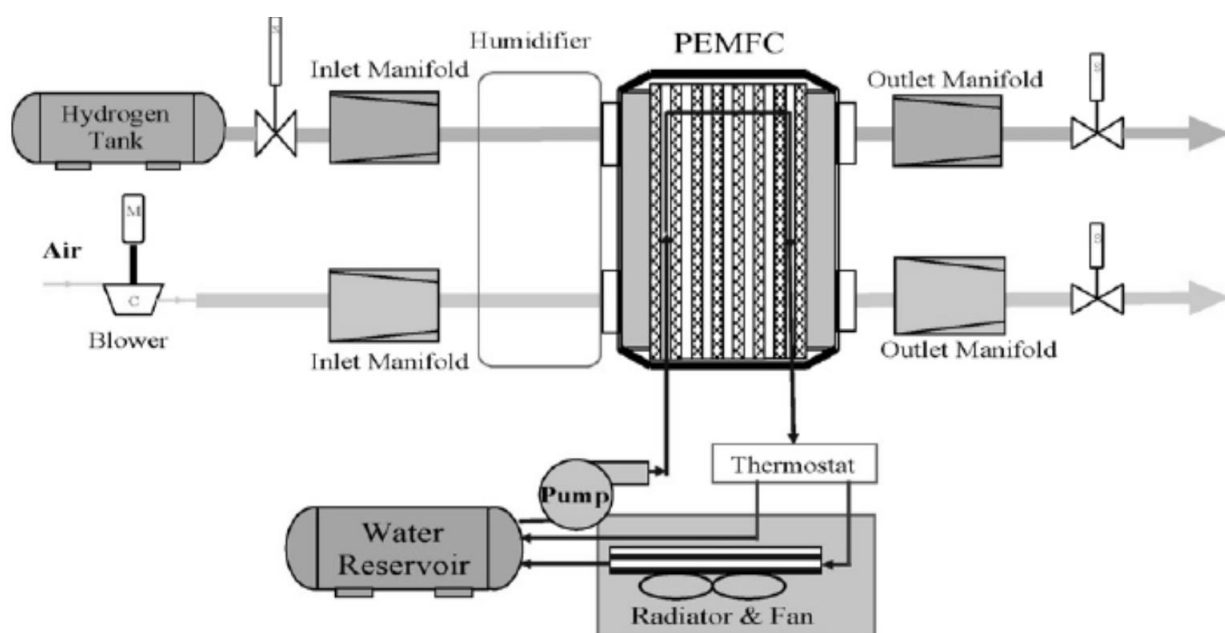 Humidifier
PEMFC
Inlet Manifold
Outlet Manifold
S
S
Hydrogen
Tank
M
Air
C
Blower
S
Inlet Manifold
Outlet Manifold
Thermostat
Pump
Water
Reservoir
Radiator & Fan